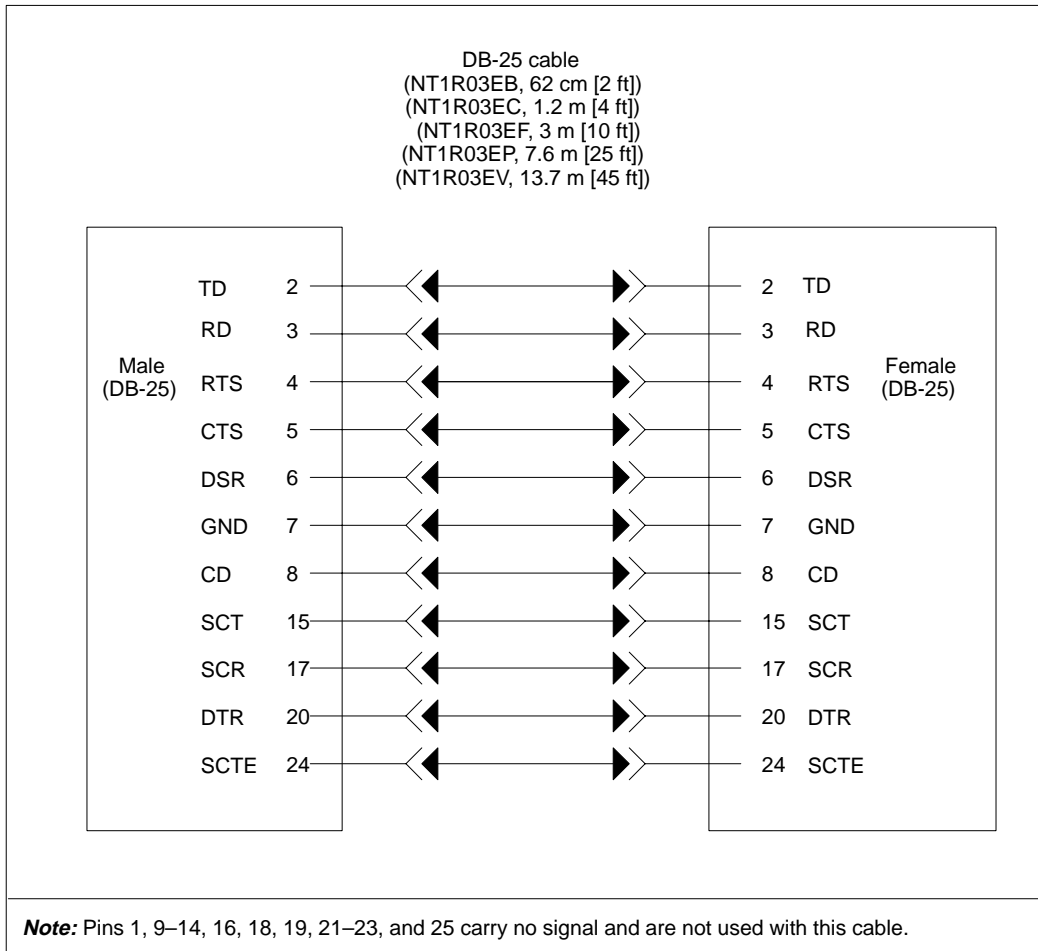 DB-25 cable
(NT1R03EB, 62 cm [2 ft])
(NT1R03EC, 1.2 m [4 ft])
(NT1R03EF, 3 m [10 ft])
(NT1R03EP, 7.6 m [25 ft])
(NT1R03EV, 13.7 m [45 ft])
Male
(DB-25)
TD 2
RD 3
RTS 4
CTS 5
DSR 6
GND 7
CD 8
SCT 15
SCR 17
DTR 20
SCTE 24
2 TD
3 RD
4 RTS
5 CTS
6 DSR
7 GND
8 CD
15 SCT
17 SCR
20 DTR
24 SCTE
Female
(DB-25)
Note: Pins 1, 9–14, 16, 18, 19, 21–23, and 25 carry no signal and are not used with this cable.